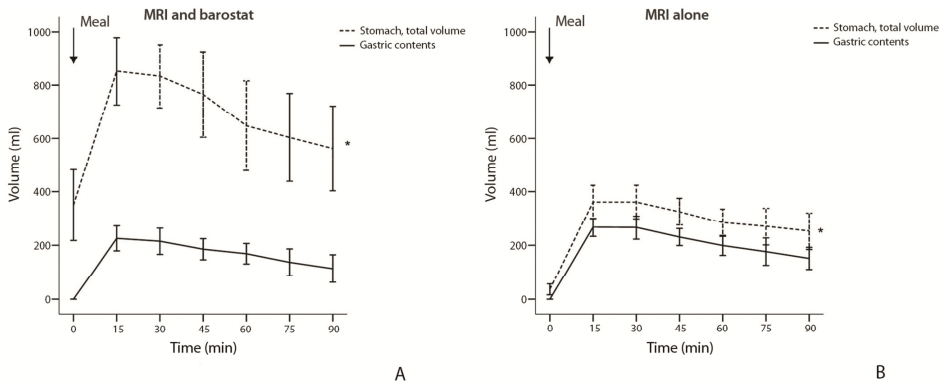 MRI and barostat
Meal
Stomach, total volume
Gastric contents
1000
800
600
400
200
0
Volume (ml)
*
0 15 30 45 60 75 90
Time (min)
A
MRI alone
Meal
Stomach, total volume
Gastric contents
1000
800
600
400
200
0
Volume (ml)
*
0 15 30 45 60 75 90
Time (min)
B